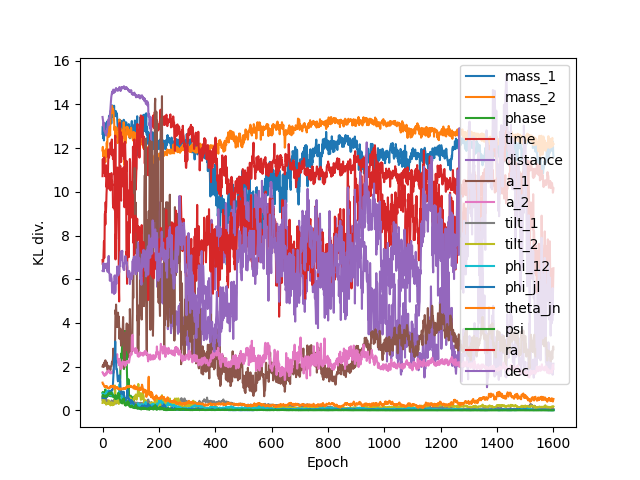 16
14
12
10
8
6
4
2
0
KL div.
0
200
400
600
800
1000
1200
1400
1600
Epoch
mass_1
mass_2
phase
time
distance
a_1
a_2
tilt_1
tilt_2
phi_12
phi_jl
theta_jn
psi
ra
dec